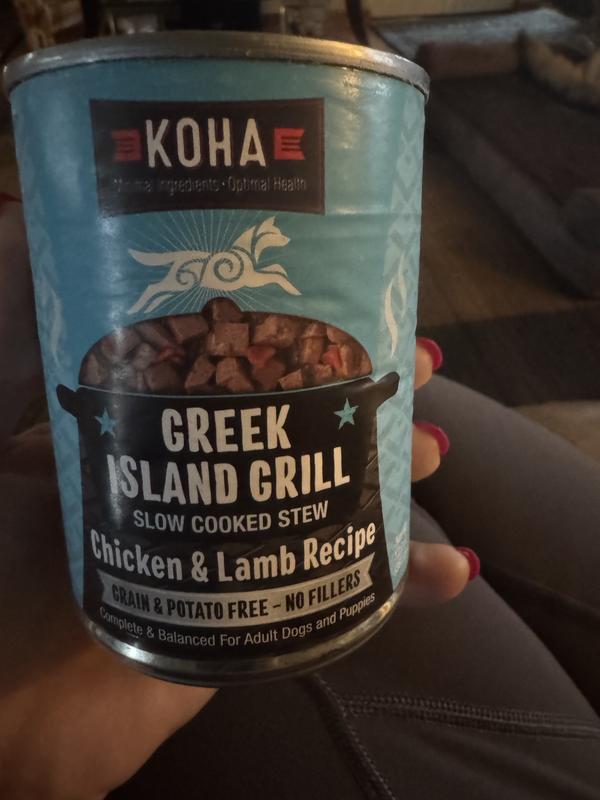 KOHA
Minimal Ingredients • Optimal Health
GREEK
ISLAND GRILL
SLOW COOKED STEW
Chicken & Lamb Recipe
GRAIN & POTATO FREE – NO FILLERS
Complete & Balanced For Adult Dogs and Puppies